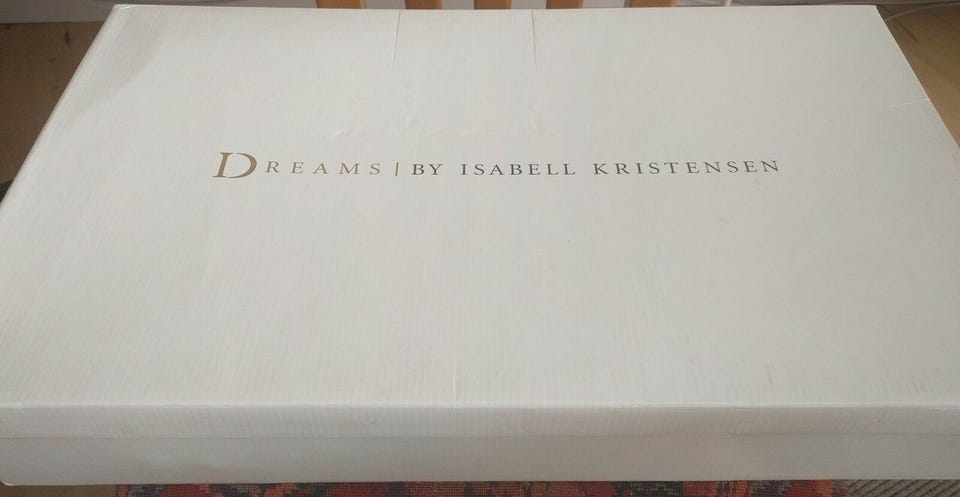 DREAMS | BY ISABELL KRISTENSEN